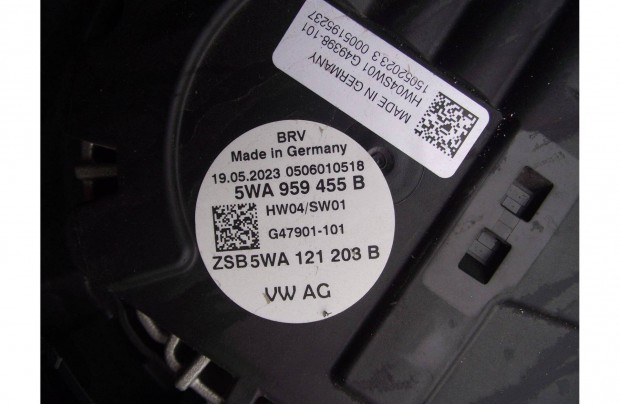 MADE IN GERMANY
HW04SW01 G49398-101
15052023 3 0005195237
BRV
Made in Germany
19.05.2023 0506010518
5WA 959 455 B
HW04/SW01
G47901-101
ZSB 5WA 121 203 B
VW AG